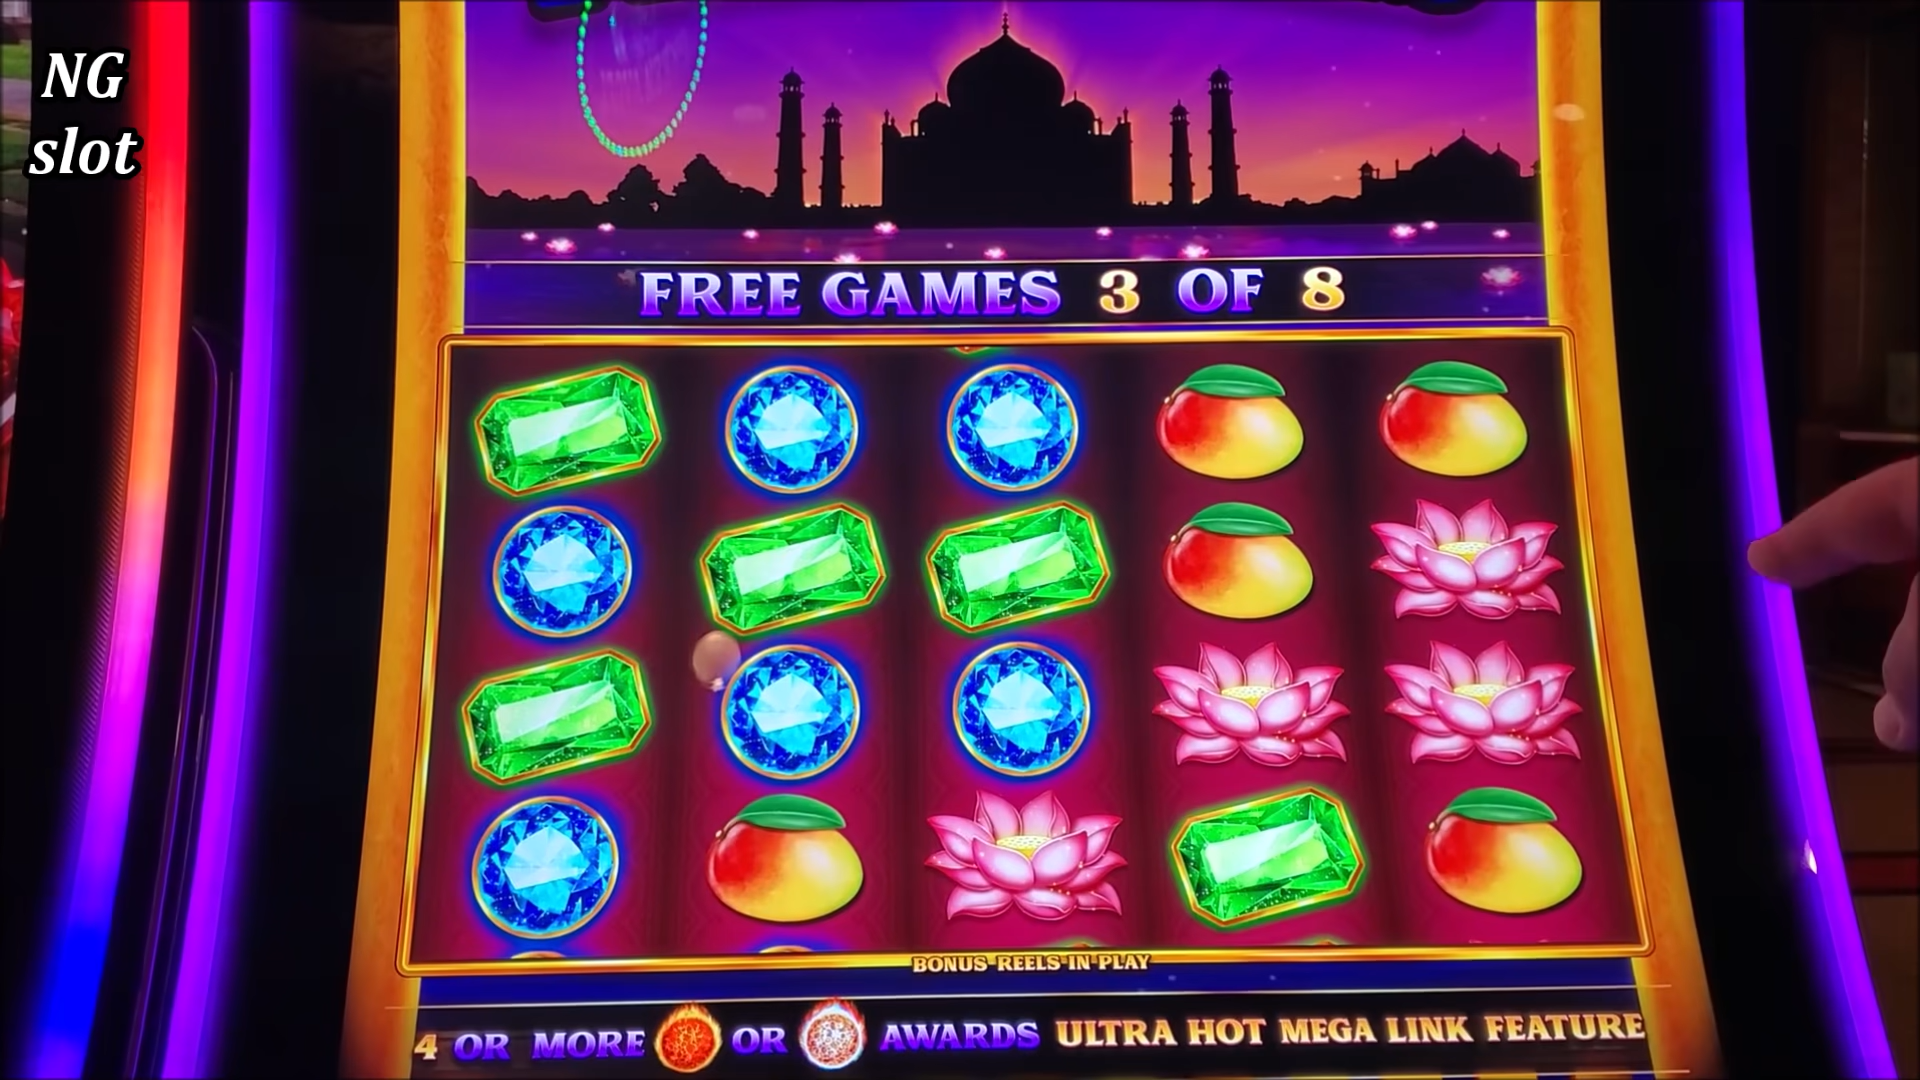 NG
slot
FREE GAMES 3 OF 8
BONUS REELS IN PLAY
4 OR MORE OR AWARDS ULTRA HOT MEGA LINK FEATURE